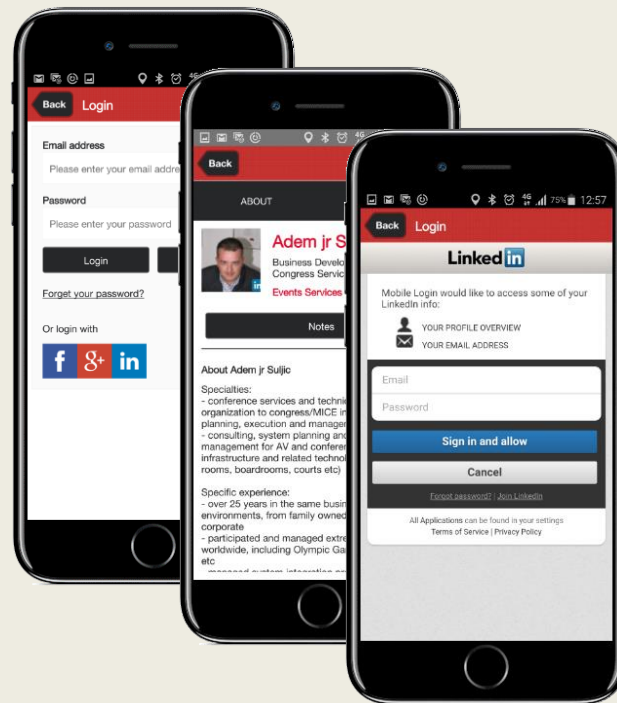 Back Login
Email address
Please enter your email addre
Password
Please enter your password
Login
Forget your password?
Or login with
f g+ in
4G
Back
ABOUT
Adem jr S
Business Develo
Congress Servic
in
Events Services
Notes
About Adem jr Suljic
Specialties:
- conference services and techni
organization to congress/MICE in
planning, execution and manage
- consulting, system planning and
management for AV and conferen
infrastructure and related technol
rooms, boardrooms, courts etc)
Specific experience:
- over 25 years in the same busin
environments, from family owned
corporate
- participated and managed extre
worldwide, including Olympic Ga
etc
4G 75% 12:57
Back Login
Linked in
Mobile Login would like to access some of your
LinkedIn info:
YOUR PROFILE OVERVIEW
YOUR EMAIL ADDRESS
Email
Password
Sign in and allow
Cancel
Forgot password? | Join LinkedIn
All Applications can be found in your settings
Terms of Service | Privacy Policy